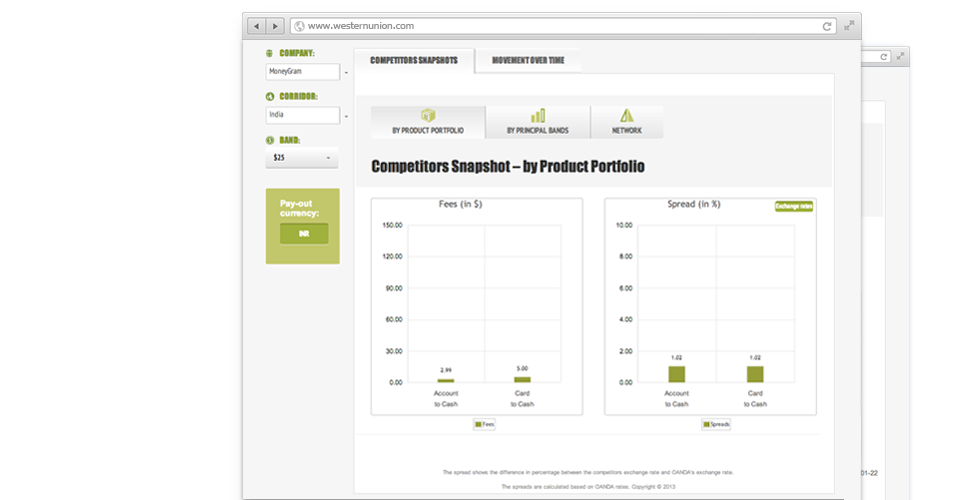 www.westernunion.com
COMPANY:
MoneyGram
CORRIDOR:
India
BAND:
$25
Pay-out
currency:
INR
COMPETITORS SNAPSHOTS
MOVEMENT OVER TIME
BY PRODUCT PORTFOLIO
BY PRINCIPAL BANDS
NETWORK
Competitors Snapshot – by Product Portfolio
Fees (in $)
150.00
120.00
90.00
60.00
30.00
0.00
2.99
5.00
Account
to Cash
Card
to Cash
Fees
Spread (in %)
Exchange rates
10.00
8.00
6.00
4.00
2.00
0.00
1.02
1.02
Account
to Cash
Card
to Cash
Spreads
The spread shows the difference in percentage between the competitors exchange rate and OANDA's exchange rate.
The spreads are calculated based on OANDA rates. Copyright © 2013
01-22